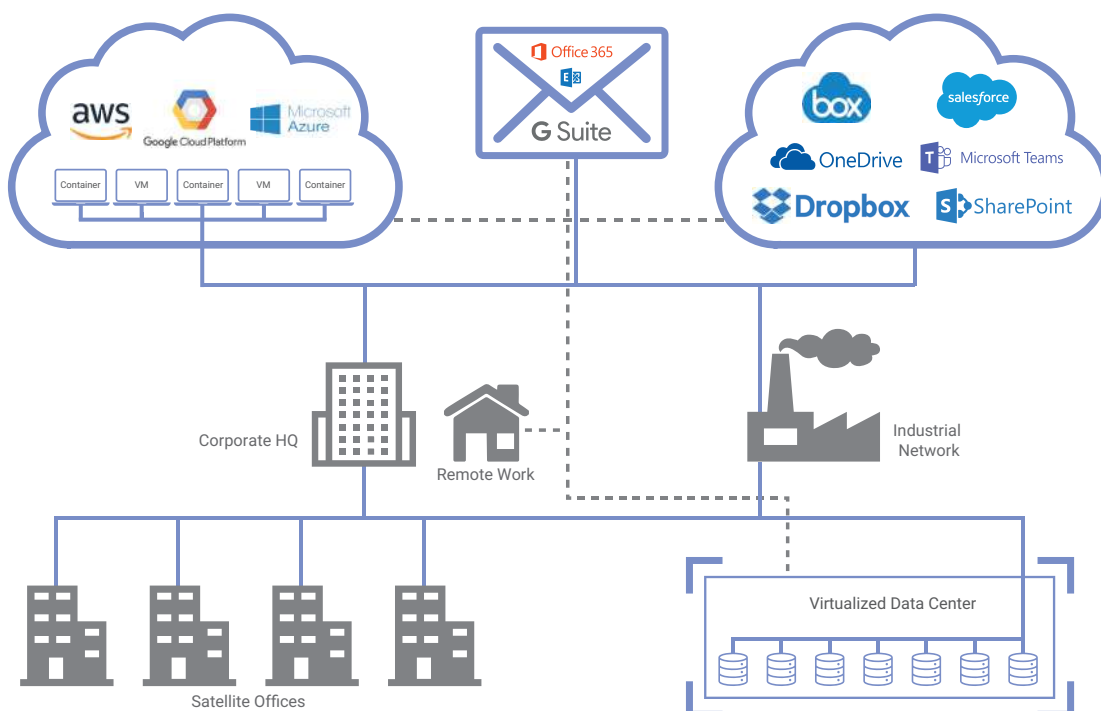 aws
Google Cloud Platform
Microsoft
Azure
Container
VM
Container
VM
Container
Office 365
E
G Suite
box
salesforce
OneDrive
T
Microsoft Teams
Dropbox
S
SharePoint
Corporate HQ
Remote Work
Industrial
Network
Satellite Offices
Virtualized Data Center